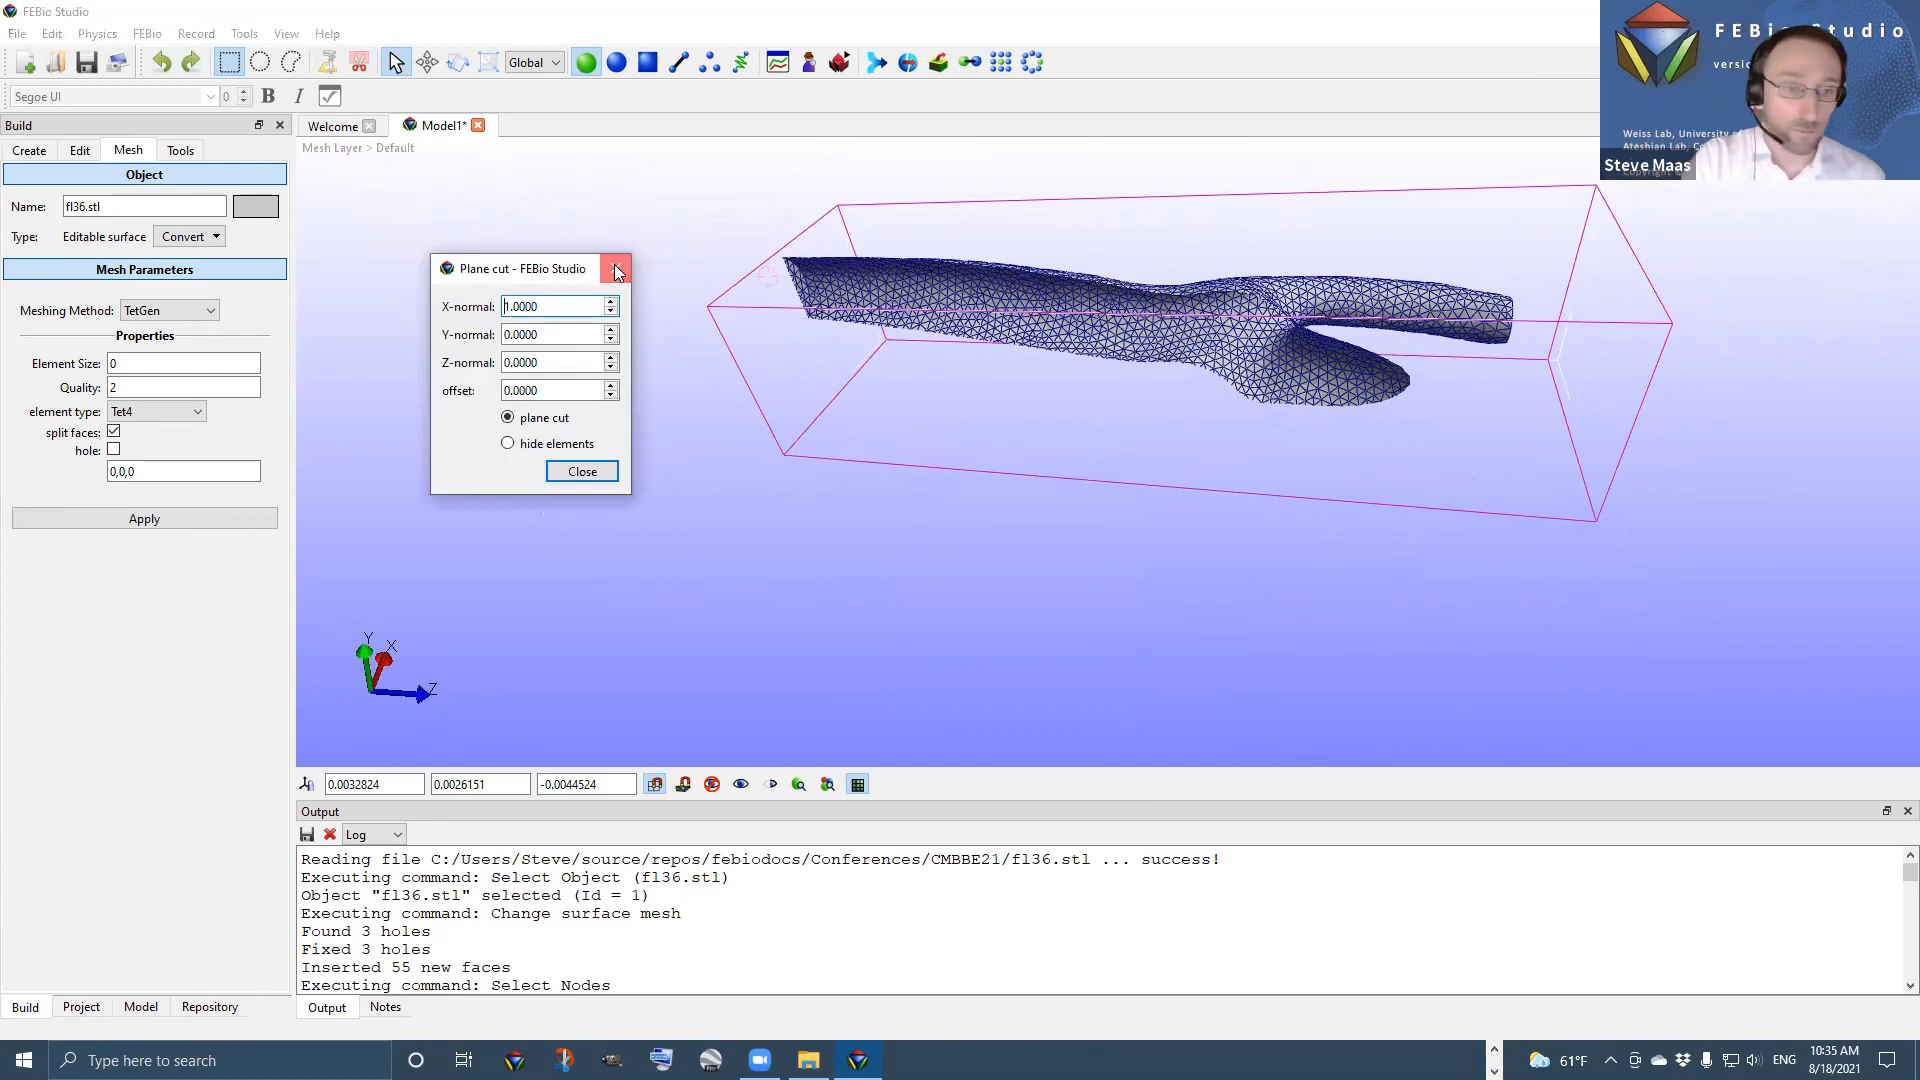 FEBio Studio
File Edit Physics FEBio Record Tools View Help
Global
Segoe UI 0 B I
Build
Welcome Model1*
Create Edit Mesh Tools
Mesh Layer > Default
Object
Name: fl36.stl
Type: Editable surface Convert
Mesh Parameters
Meshing Method: TetGen
Properties
Element Size: 0
Quality: 2
element type: Tet4
split faces:
hole:
0,0,0
Apply
Plane cut - FEBio Studio
X-normal: 1.0000
Y-normal: 0.0000
Z-normal: 0.0000
offset: 0.0000
plane cut
hide elements
Close
Weiss Lab, University
Steve Maas
Y
X
Z
0.0032824 0.0026151 -0.0044524
Output
Log
Reading file C:/Users/Steve/source/repos/febiodocs/Conferences/CMBBE21/fl36.stl ... success!
Executing command: Select Object (fl36.stl)
Object "fl36.stl" selected (Id = 1)
Executing command: Change surface mesh
Found 3 holes
Fixed 3 holes
Inserted 55 new faces
Executing command: Select Nodes
Build Project Model Repository
Output Notes
Type here to search
61°F
ENG
10:35 AM
8/18/2021